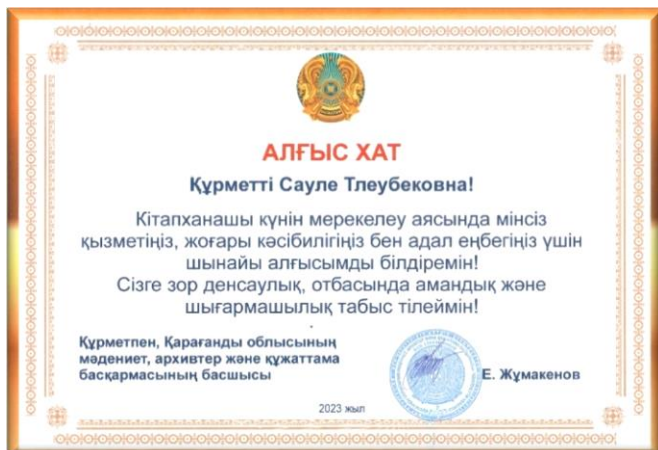 АЛҒЫС ХАТ
Құрметті Сауле Тлеубековна!
Кітапханашы күнін мерекелеу аясында мінсіз
қызметіңіз, жоғары кәсібилігіңіз бен адал еңбегіңіз үшін
шынайы алғысымды білдіремін!
Сізге зор денсаулық, отбасында амандық және
шығармашылық табыс тілеймін!
Құрметпен, Қарағанды облысының
мәдениет, архивтер және құжаттама
басқармасының басшысы
Е. Жұмакенов
2023 жыл